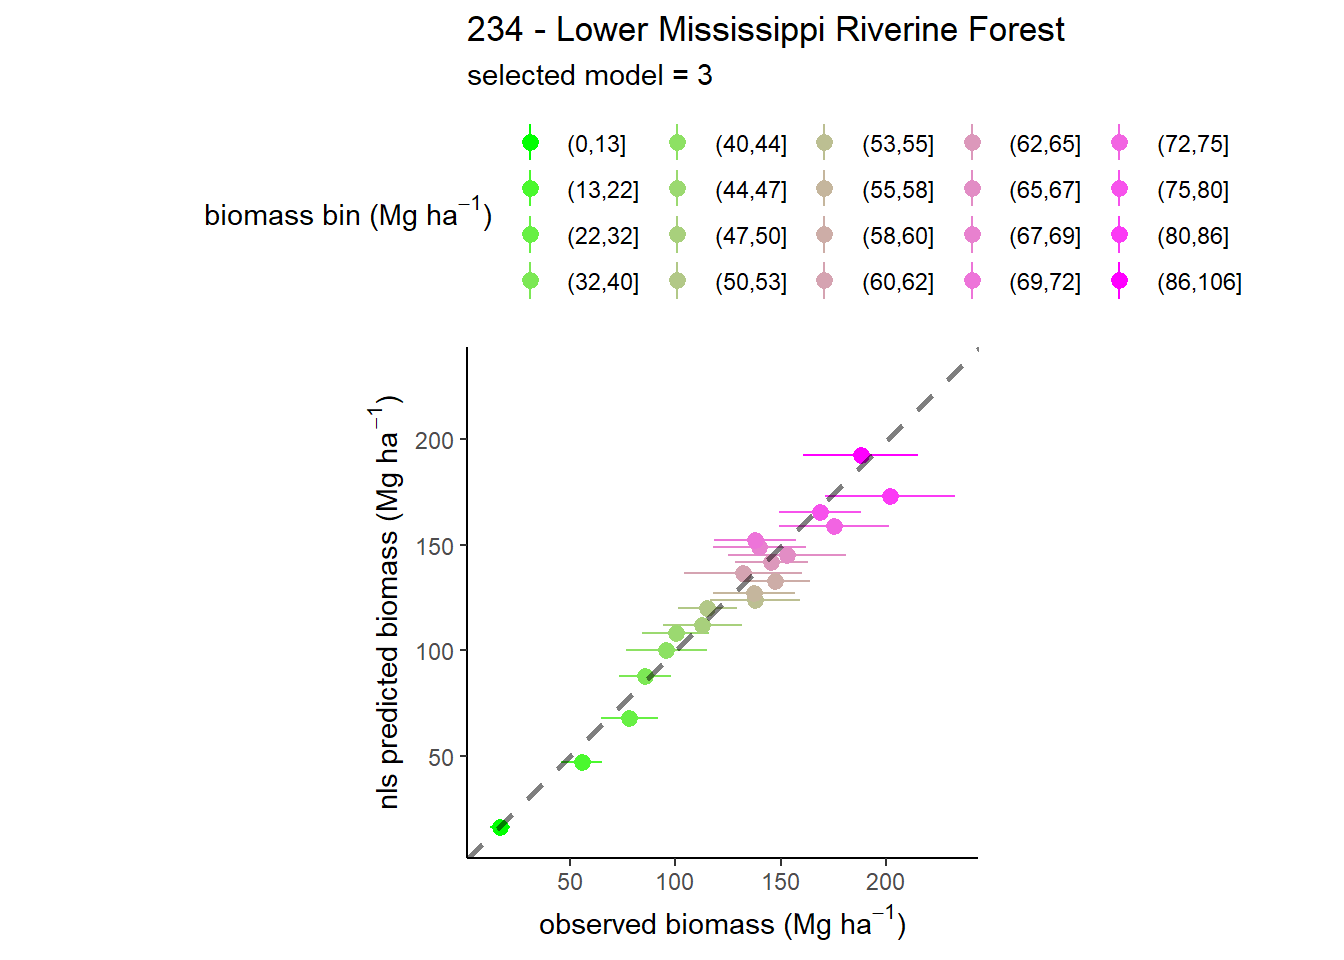 234 - Lower Mississippi Riverine Forest
selected model = 3
biomass bin (Mg ha⁻¹)
(0,13] (40,44] (53,55] (62,65] (72,75]
(13,22] (44,47] (55,58] (65,67] (75,80]
(22,32] (47,50] (58,60] (67,69] (80,86]
(32,40] (50,53] (60,62] (69,72] (86,106]
nls predicted biomass (Mg ha⁻¹)
200
150
100
50
50 100 150 200
observed biomass (Mg ha⁻¹)